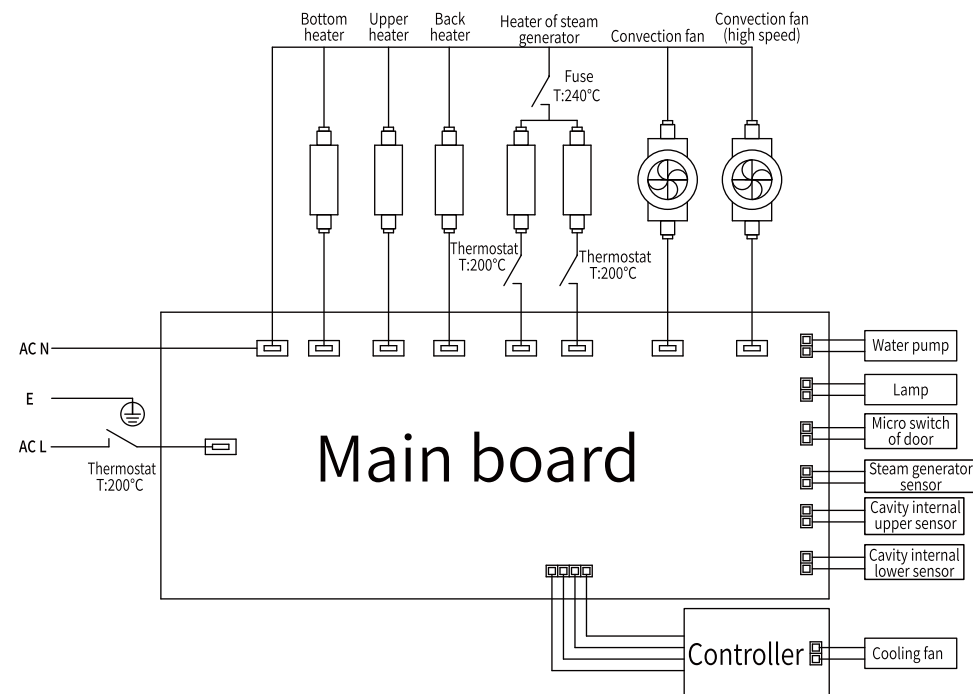 Bottom
heater
Upper
heater
Back
heater
Heater of steam
generator
Convection fan
Convection fan
(high speed)
Fuse
T:240°C
Thermostat
T:200°C
Thermostat
T:200°C
AC N
E
AC L
Thermostat
T:200°C
Main board
Water pump
Lamp
Micro switch
of door
Steam generator
sensor
Cavity internal
upper sensor
Cavity internal
lower sensor
Controller
Cooling fan